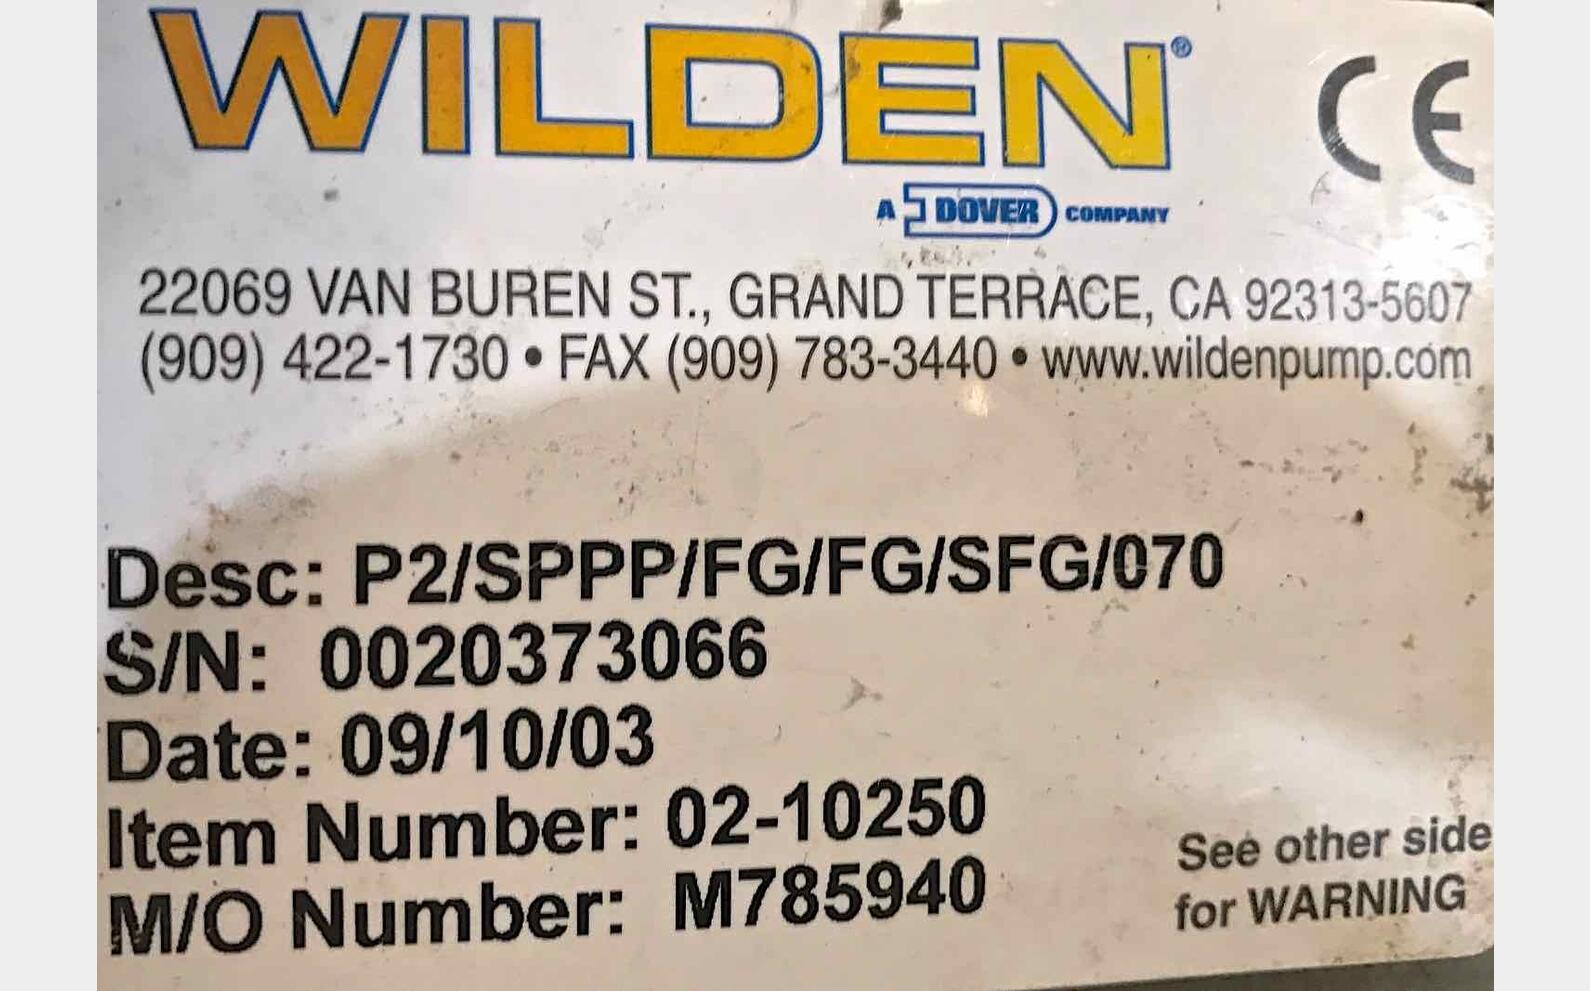 WILDEN®
CE
A DOVER COMPANY
22069 VAN BUREN ST., GRAND TERRACE, CA 92313-5607
(909) 422-1730 • FAX (909) 783-3440 • www.wildenpump.com
Desc: P2/SPPP/FG/FG/SFG/070
S/N: 0020373066
Date: 09/10/03
Item Number: 02-10250
M/O Number: M785940
See other side
for WARNING